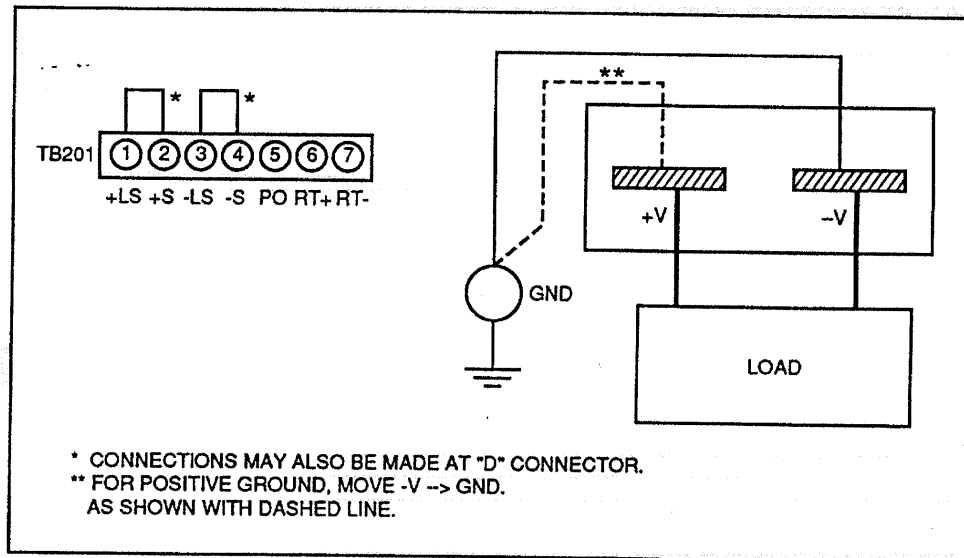 **
* *
TB201 1 2 3 4 5 6 7
+LS +S -LS -S PO RT+ RT-
+V -V
GND
LOAD
* CONNECTIONS MAY ALSO BE MADE AT "D" CONNECTOR.
** FOR POSITIVE GROUND, MOVE -V --> GND.
AS SHOWN WITH DASHED LINE.